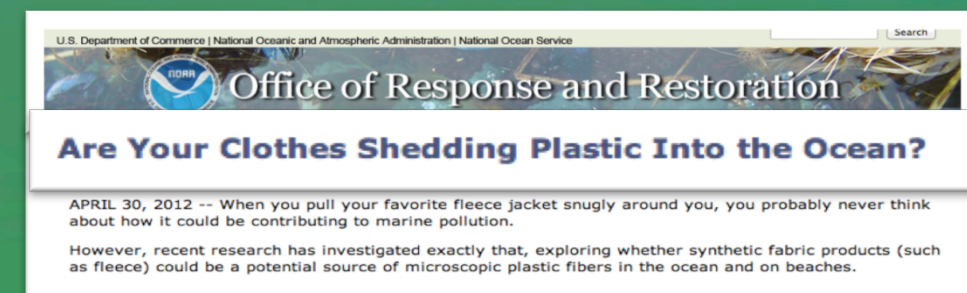 Search
U.S. Department of Commerce | National Oceanic and Atmospheric Administration | National Ocean Service
NOAA
Office of Response and Restoration
Are Your Clothes Shedding Plastic Into the Ocean?
APRIL 30, 2012 -- When you pull your favorite fleece jacket snugly around you, you probably never think
about how it could be contributing to marine pollution.
However, recent research has investigated exactly that, exploring whether synthetic fabric products (such
as fleece) could be a potential source of microscopic plastic fibers in the ocean and on beaches.